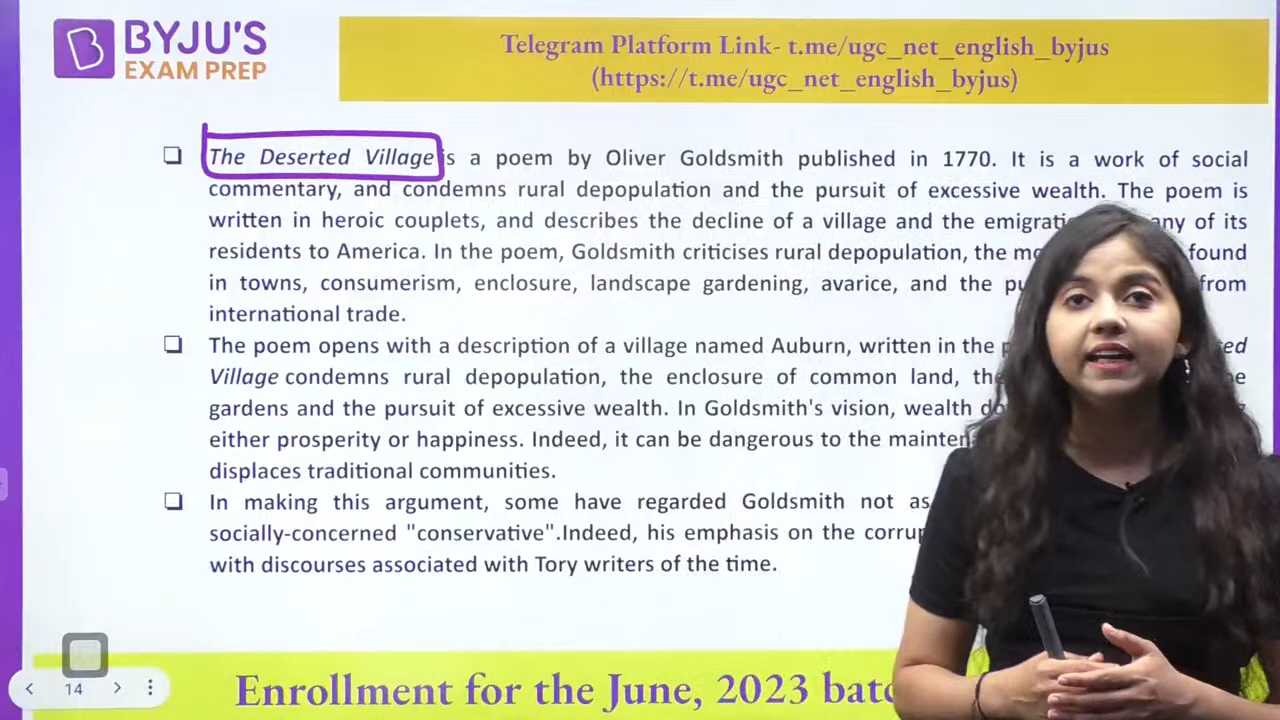 BYJU'S
EXAM PREP
Telegram Platform Link- t.me/ugc_net_english_byjus
(https://t.me/ugc_net_english_byjus)
The Deserted Village is a poem by Oliver Goldsmith published in 1770. It is a work of social
commentary, and condemns rural depopulation and the pursuit of excessive wealth. The poem is
written in heroic couplets, and describes the decline of a village and the any of its
residents to America. In the poem, Goldsmith criticises rural depopulation, the found
in towns, consumerism, enclosure, landscape gardening, avarice, and the from
international trade.
The poem opens with a description of a village named Auburn, written in the
Village condemns rural depopulation, the enclosure of common land,
gardens and the pursuit of excessive wealth. In Goldsmith's vision, wealth
either prosperity or happiness. Indeed, it can be dangerous to the
displaces traditional communities.
In making this argument, some have regarded Goldsmith not as
socially-concerned "conservative".Indeed, his emphasis on the
with discourses associated with Tory writers of the time.
14
Enrollment for the June, 2023